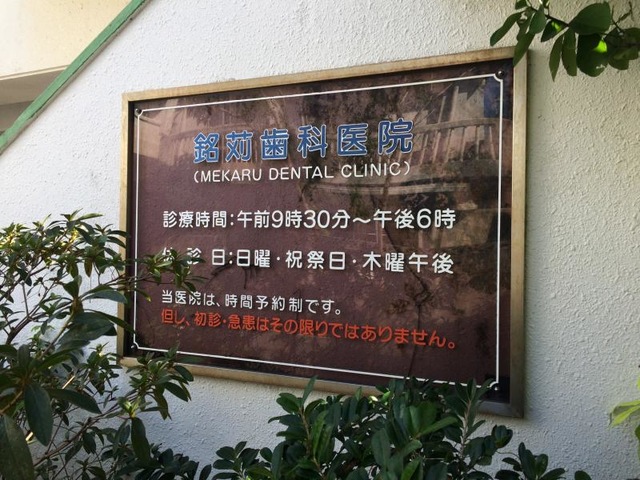 銘苅歯科医院
(MEKARU DENTAL CLINIC)
診療時間：午前9時30分～午後6時
休診日：日曜・祝祭日・木曜午後
当医院は、時間予約制です。
但し、初診・急患はその限りではありません。